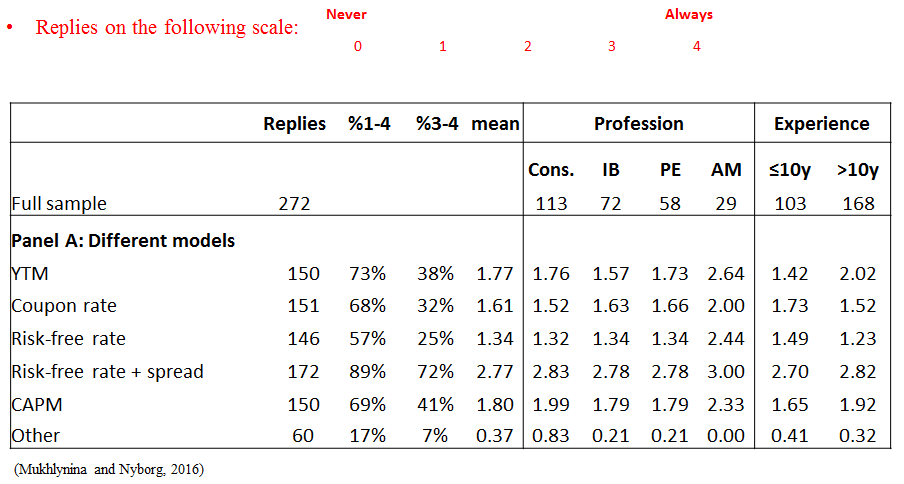 Never Always
• Replies on the following scale:
0 1 2 3 4
Replies %1-4 %3-4 mean Profession Experience
Cons. IB PE AM ≤10y >10y
Full sample 272 113 72 58 29 103 168
Panel A: Different models
YTM 150 73% 38% 1.77 1.76 1.57 1.73 2.64 1.42 2.02
Coupon rate 151 68% 32% 1.61 1.52 1.63 1.66 2.00 1.73 1.52
Risk-free rate 146 57% 25% 1.34 1.32 1.34 1.34 2.44 1.49 1.23
Risk-free rate + spread 172 89% 72% 2.77 2.83 2.78 2.78 3.00 2.70 2.82
CAPM 150 69% 41% 1.80 1.99 1.79 1.79 2.33 1.65 1.92
Other 60 17% 7% 0.37 0.83 0.21 0.21 0.00 0.41 0.32
(Mukhlynina and Nyborg, 2016)